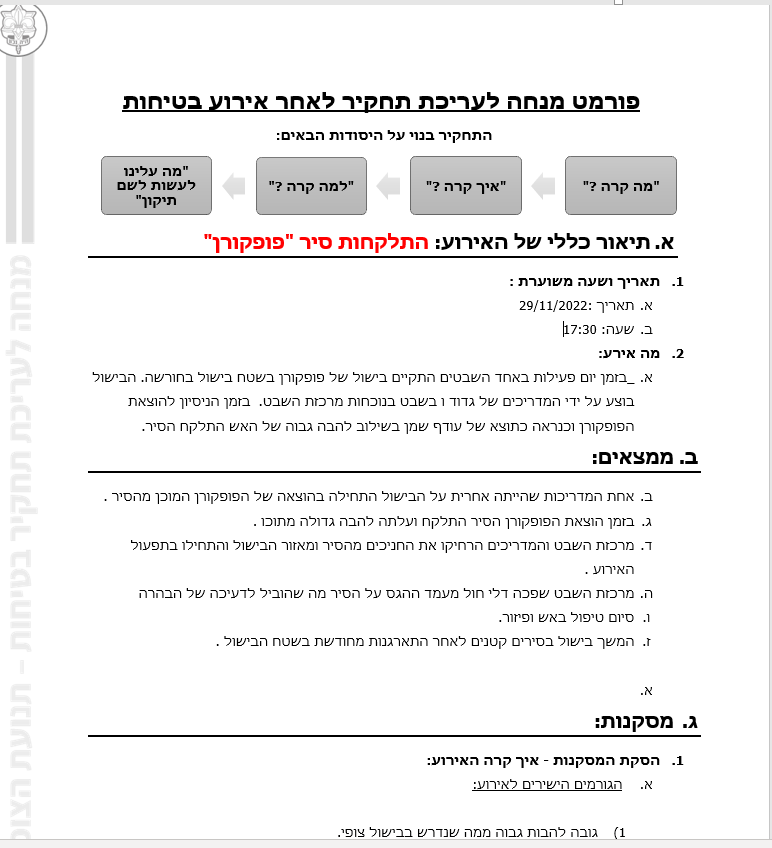 פורמט מנחה לעריכת תחקיר לאחר אירוע בטיחות
התחקיר בנוי על היסודות הבאים:
"מה קרה ?"
"איך קרה ?"
"למה קרה ?"
"מה עלינו
לעשות לשם
תיקון"
א. תיאור כללי של האירוע: התלקחות סיר "פופקורן"
1. תאריך ושעה משוערת :
א. תאריך :29/11/2022
ב. שעה: 17:30
2. מה אירע:
א. _בזמן יום פעילות באחד השבטים התקיים בישול של פופקורן בשטח בישול בחורשה. הבישול
בוצע על ידי המדריכים של גדוד ו בשבט בנוכחות מרכזת השבט. בזמן הניסיון להוצאת
הפופקורן וכנראה כתוצא של עודף שמן בשילוב להבה גבוה של האש התלקח הסיר.
ב. ממצאים:
ב. אחת המדריכות שהייתה אחרית על הבישול התחילה בהוצאה של הפופקורן המוכן מהסיר .
ג. בזמן הוצאת הפופקורן הסיר התלקח ועלתה להבה גדולה מתוכו .
ד. מרכזת השבט והמדריכים הרחיקו את החניכים מהסיר ומאזור הבישול והתחילו בתפעול
האירוע .
ה. מרכזת השבט שפכה דלי חול מעמד ההגס על הסיר מה שהוביל לדעיכה של הבהרה
ו. סיום טיפול באש ופיזור.
ז. המשך בישול בסירים קטנים לאחר התארגנות מחודשת בשטח הבישול .
א.
ג. מסקנות:
1. הסקת המסקנות - איך קרה האירוע:
א. הגורמים הישירים לאירוע:
1) גובה להבות גבוה ממה שנדרש בבישול צופי.
מנחה לעריכת תחקיר בטיחות – תנועת הצופ